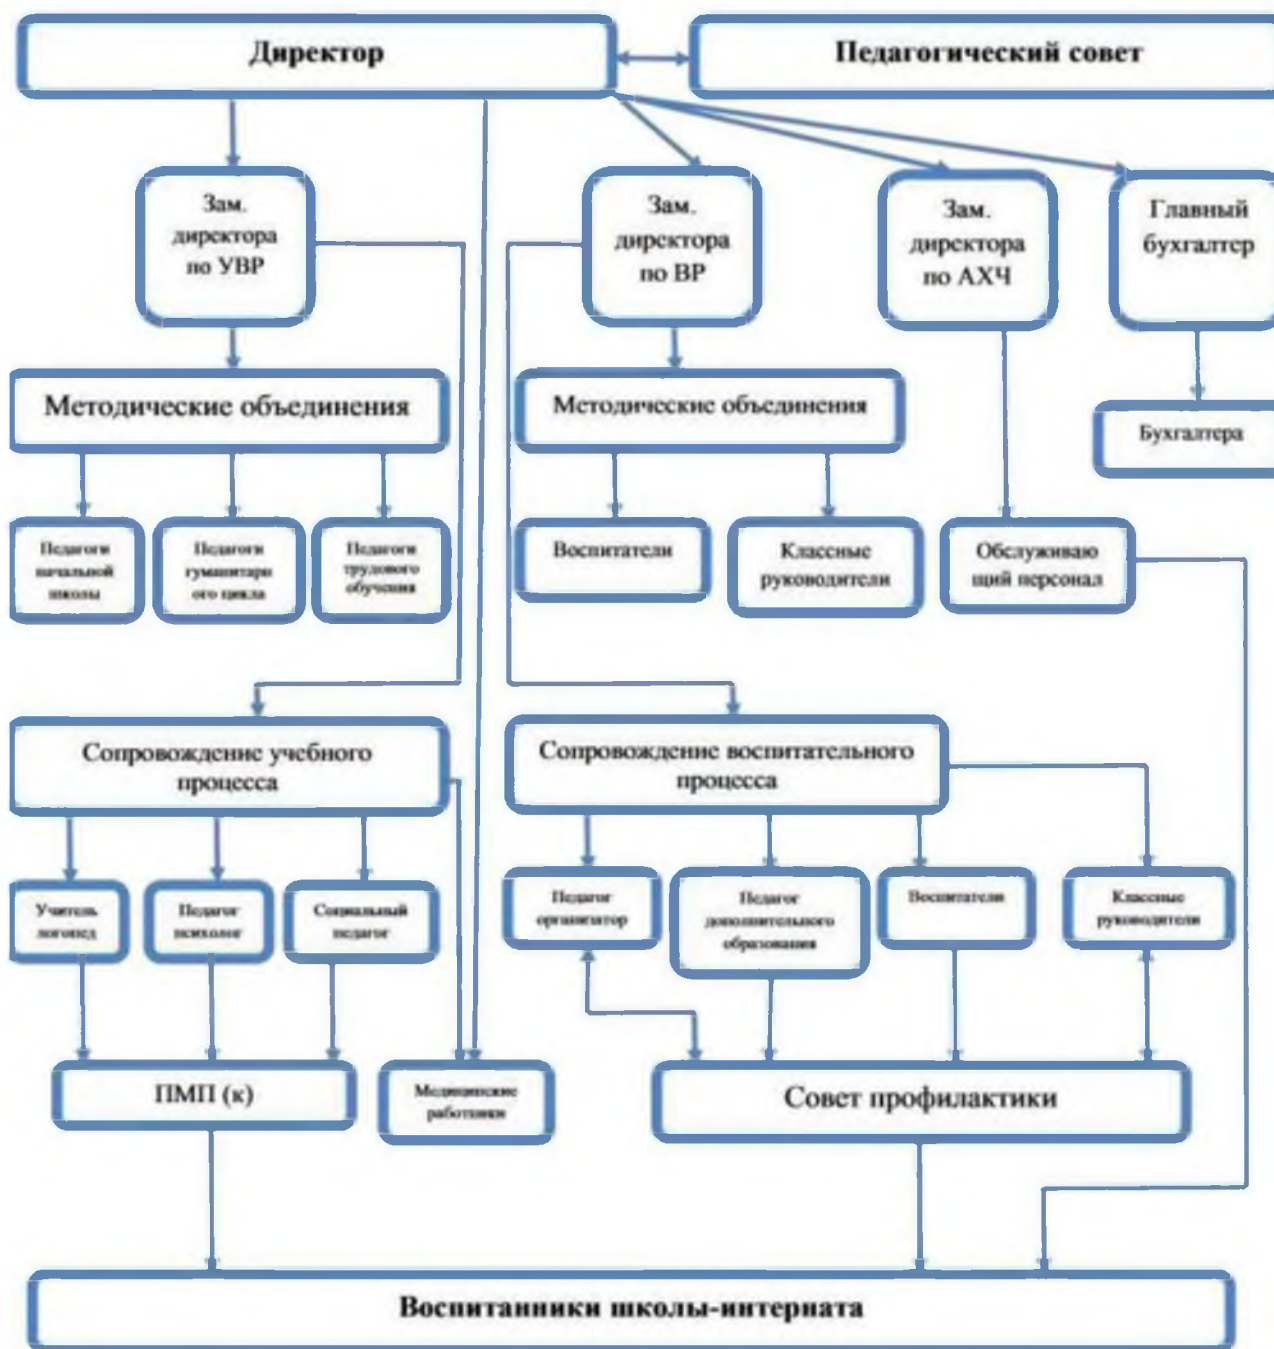 Директор
Педагогический совет
Зам.
директора
по УВР
Зам.
директора
по ВР
Зам.
директора
по АХЧ
Главный
бухгалтер
Методические объединения
Методические объединения
Бухгалтера
Педагоги
начальной
школы
Педагоги
гуманитарн
ого цикла
Педагоги
трудового
обучения
Воспитатели
Классные
руководители
Обслуживаю
щий персонал
Сопровождение учебного
процесса
Сопровождение воспитательного
процесса
Учитель
логопед
Педагог
психолог
Социальный
педагог
Педагог
организатор
Педагог
дополнительного
образования
Воспитатели
Классные
руководители
ПМП (к)
Медицинские
работники
Совет профилактики
Воспитанники школы-интерната